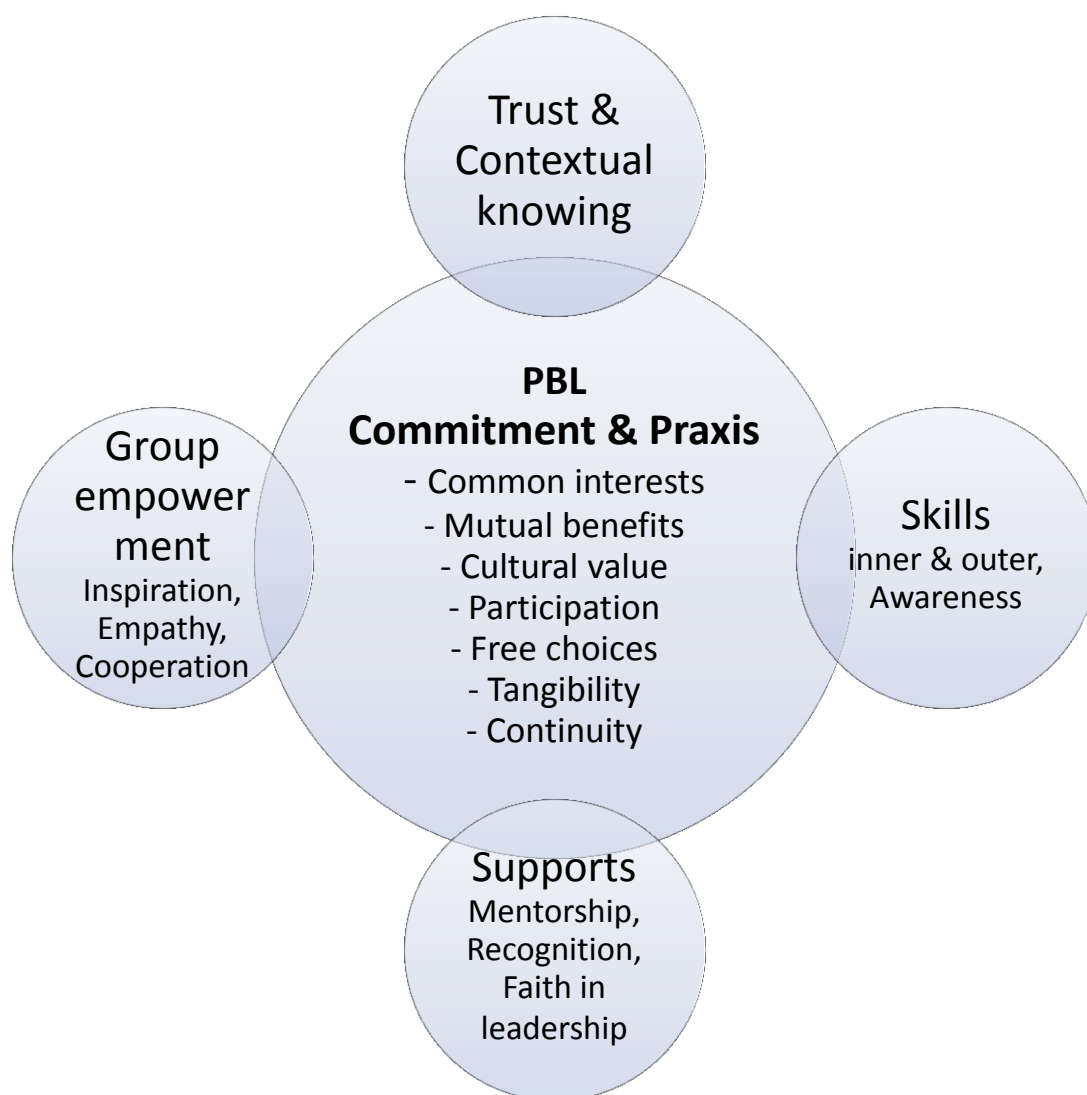 Trust &
Contextual
knowing
PBL
Commitment & Praxis
- Common interests
- Mutual benefits
- Cultural value
- Participation
- Free choices
- Tangibility
- Continuity
Group
empower
ment
Inspiration,
Empathy,
Cooperation
Skills
inner & outer,
Awareness
Supports
Mentorship,
Recognition,
Faith in
leadership